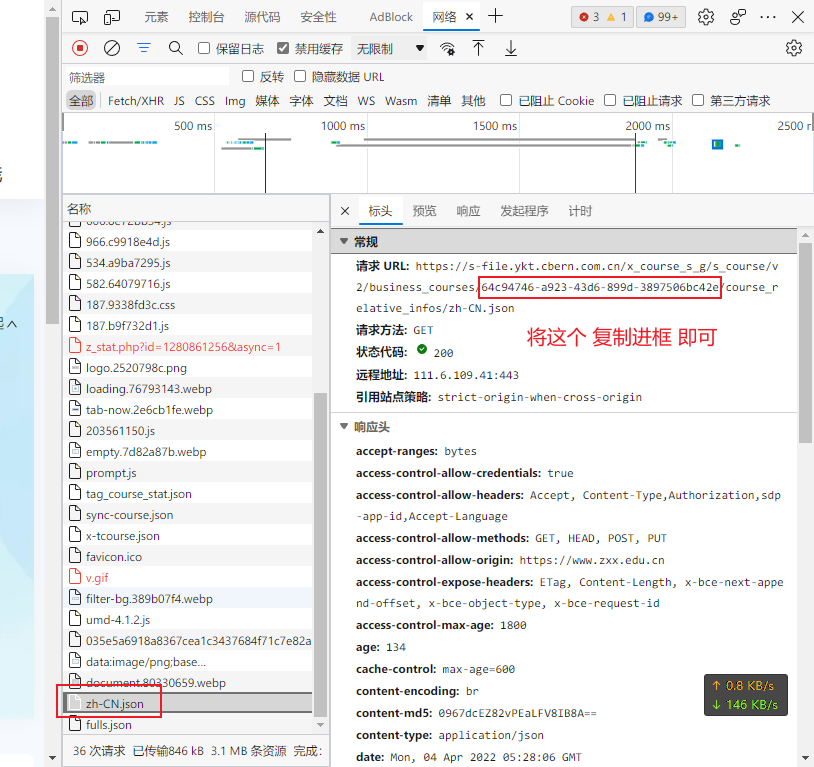 元素 控制台 源代码 安全性 AdBlock 网络
3 1 99+
保留日志 禁用缓存 无限制
筛选器 反转 隐藏数据 URL
全部 Fetch/XHR JS CSS Img 媒体 字体 文档 WS Wasm 清单 其他 已阻止 Cookie 已阻止请求 第三方请求
500 ms 1000 ms 1500 ms 2000 ms 2500 r
名称
966.c9918e4d.js
534.a9ba7295.js
582.64079716.js
187.9338fd3c.css
187.b9f732d1.js
z_stat.php?id=1280861256&async=1
logo.2520798c.png
loading.76793143.webp
tab-now.2e6cb1fe.webp
203561150.js
empty.7d82a87b.webp
prompt.js
tag_course_stat.json
sync-course.json
x-tcourse.json
favicon.ico
v.gif
filter-bg.389b07f4.webp
umd-4.1.2.js
035e5a6918a8367cea1c3437684f71c7e82a
data:image/png;base...
document.80330659.webp
zh-CN.json
fulls.json
36 次请求 已传输846 kB 3.1 MB 条资源 完成:
标头 预览 响应 发起程序 计时
常规
请求 URL: https://s-file.ykt.cbern.com.cn/x_course_s_g/s_course/v
2/business_courses/64c94746-a923-43d6-899d-3897506bc42e/course_r
elative_infos/zh-CN.json
请求方法: GET
将这个 复制进框 即可
状态代码: 200
远程地址: 111.6.109.41:443
引用站点策略: strict-origin-when-cross-origin
响应头
accept-ranges: bytes
access-control-allow-credentials: true
access-control-allow-headers: Accept, Content-Type,Authorization,sdp
-app-id,Accept-Language
access-control-allow-methods: GET, HEAD, POST, PUT
access-control-allow-origin: https://www.zxx.edu.cn
access-control-expose-headers: ETag, Content-Length, x-bce-next-appe
nd-offset, x-bce-object-type, x-bce-request-id
access-control-max-age: 1800
age: 134
cache-control: max-age=600
content-encoding: br
content-md5: 0967dcEZ82vPEaLFV8IB8A==
content-type: application/json
date: Mon, 04 Apr 2022 05:28:06 GMT
↑ 0.8 KB/s
↓ 146 KB/s